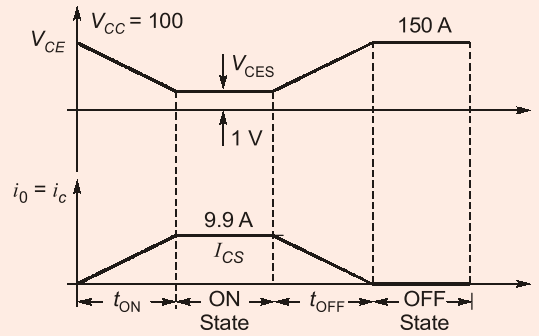 V_CC = 100
150 A
V_CE
V_CES
1 V
i_0 = i_c
9.9 A
I_CS
t_ON
ON
t_OFF
OFF
State
State